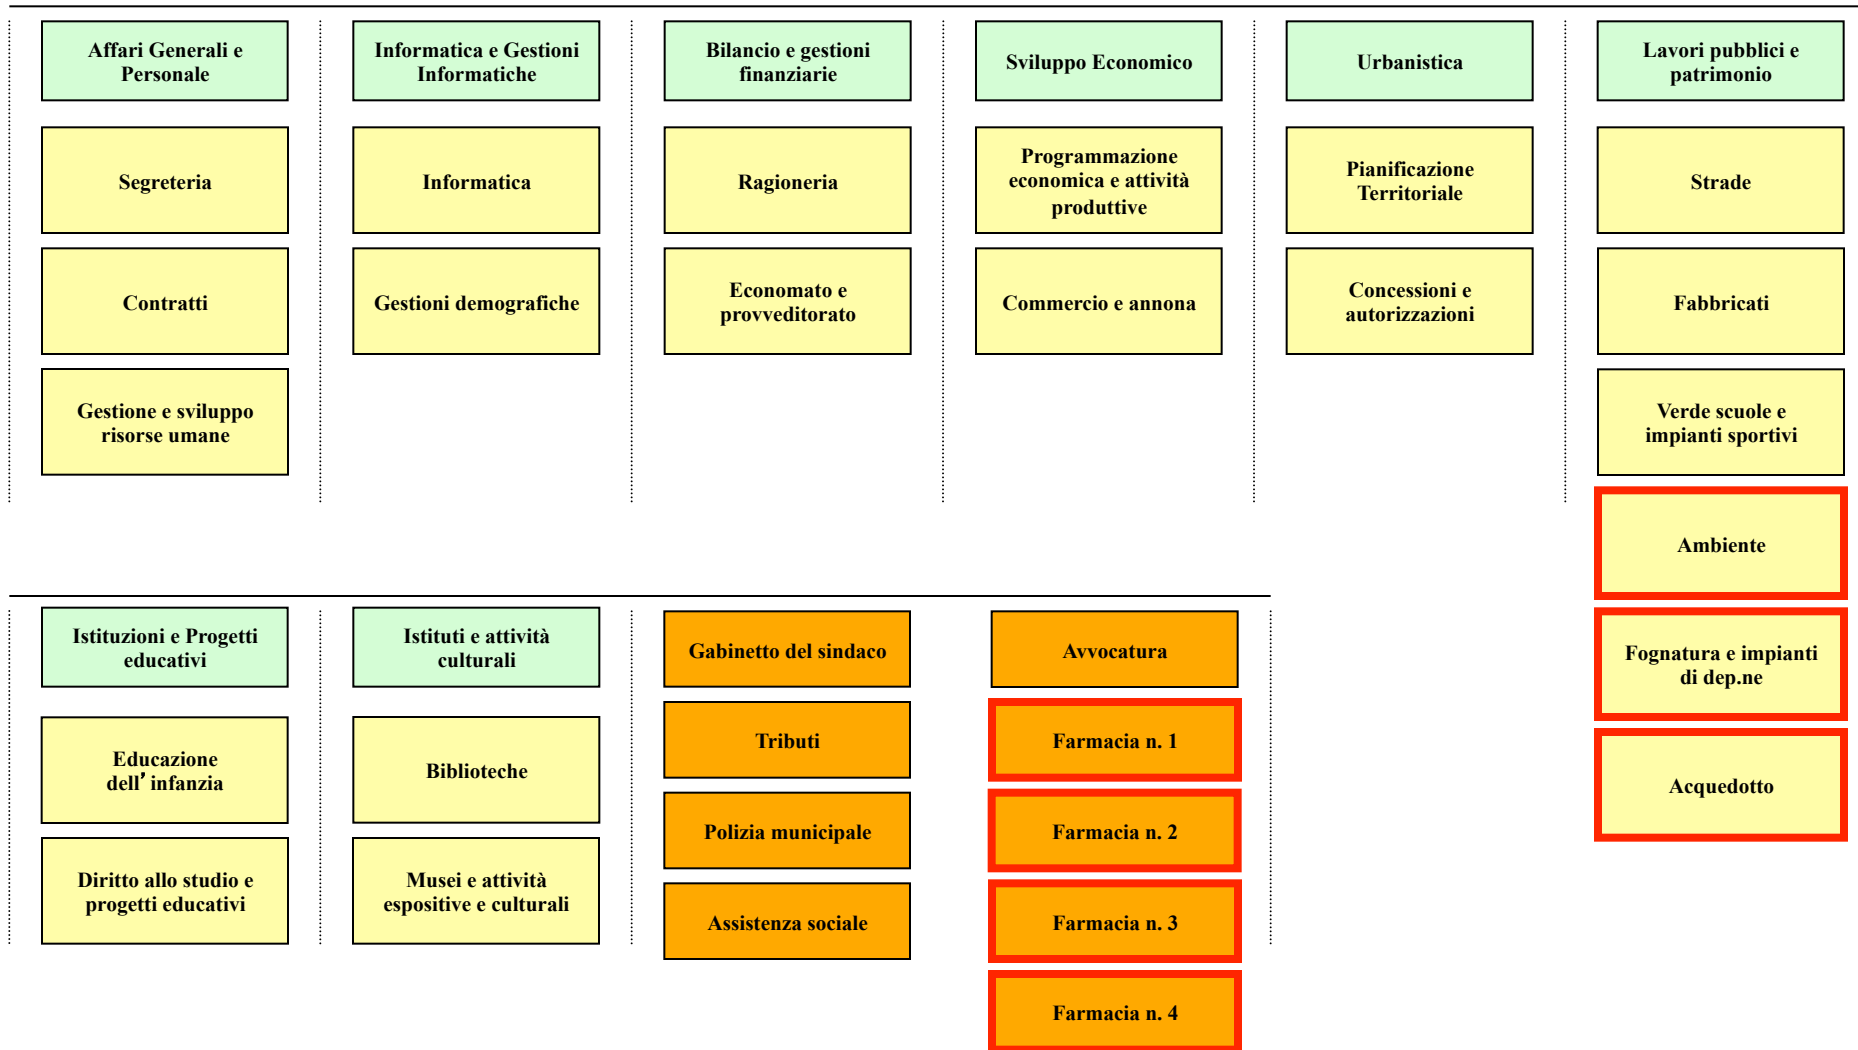 Affari Generali e
Personale
Informatica e Gestioni
Informatiche
Bilancio e gestioni
finanziarie
Sviluppo Economico
Urbanistica
Lavori pubblici e
patrimonio
Segreteria
Informatica
Ragioneria
Programmazione
economica e attività
produttive
Pianificazione
Territoriale
Strade
Contratti
Gestioni demografiche
Economato e
provveditorato
Commercio e annona
Concessioni e
autorizzazioni
Fabbricati
Gestione e sviluppo
risorse umane
Verde scuole e
impianti sportivi
Ambiente
Fognatura e impianti
di dep.ne
Acquedotto
Istituzioni e Progetti
educativi
Istituti e attività
culturali
Gabinetto del sindaco
Avvocatura
Educazione
dell’infanzia
Biblioteche
Tributi
Farmacia n. 1
Polizia municipale
Farmacia n. 2
Diritto allo studio e
progetti educativi
Musei e attività
espositive e culturali
Assistenza sociale
Farmacia n. 3
Farmacia n. 4